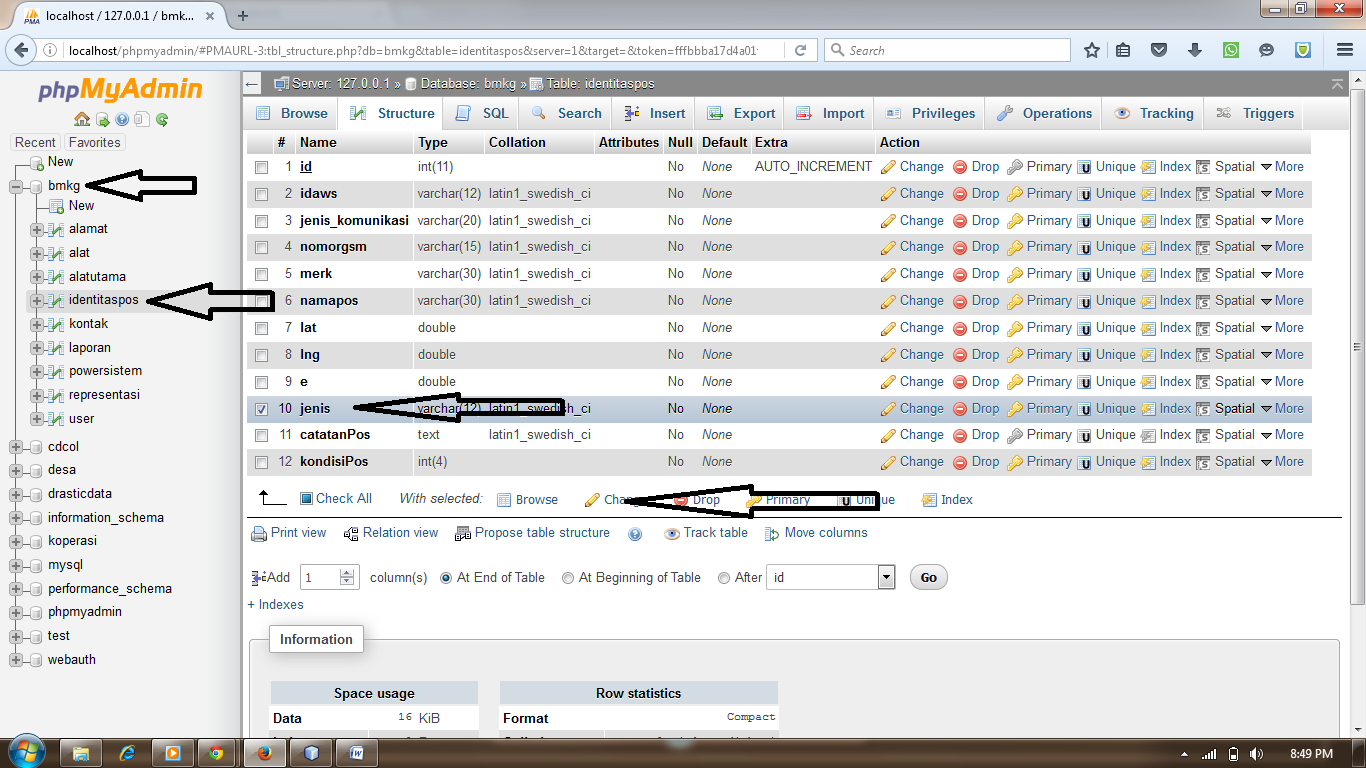 localhost / 127.0.0.1 / bmk...
localhost/phpmyadmin/#PMAURL-3:tbl_structure.php?db=bmkg&table=identitaspos&server=1&target=&token=fffbbba17d4a01
Search
phpMyAdmin
Recent Favorites
New
bmkg
New
alamat
alat
alatutama
identitaspos
kontak
laporan
powersistem
representasi
user
cdcol
desa
drasticdata
information_schema
koperasi
mysql
performance_schema
phpmyadmin
test
webauth
Server: 127.0.0.1 » Database: bmkg » Table: identitaspos
Browse Structure SQL Search Insert Export Import Privileges Operations Tracking Triggers
# Name Type Collation Attributes Null Default Extra Action
1 id int(11) No None AUTO_INCREMENT Change Drop Primary Unique Index Spatial More
2 idaws varchar(12) latin1_swedish_ci No None Change Drop Primary Unique Index Spatial More
3 jenis_komunikasi varchar(20) latin1_swedish_ci No None Change Drop Primary Unique Index Spatial More
4 nomorgsm varchar(15) latin1_swedish_ci No None Change Drop Primary Unique Index Spatial More
5 merk varchar(30) latin1_swedish_ci No None Change Drop Primary Unique Index Spatial More
6 namapos varchar(30) latin1_swedish_ci No None Change Drop Primary Unique Index Spatial More
7 lat double No None Change Drop Primary Unique Index Spatial More
8 lng double No None Change Drop Primary Unique Index Spatial More
9 e double No None Change Drop Primary Unique Index Spatial More
10 jenis varchar(12) latin1_swedish_ci No None Change Drop Primary Unique Index Spatial More
11 catatanPos text latin1_swedish_ci No None Change Drop Primary Unique Index Spatial More
12 kondisiPos int(4) No None Change Drop Primary Unique Index Spatial More
Check All With selected: Browse Change Drop Primary Unique Index
Print view Relation view Propose table structure Track table Move columns
Add 1 column(s) At End of Table At Beginning of Table After id Go
+ Indexes
Information
Space usage Row statistics
Data 16 KiB Format Compact
8:49 PM